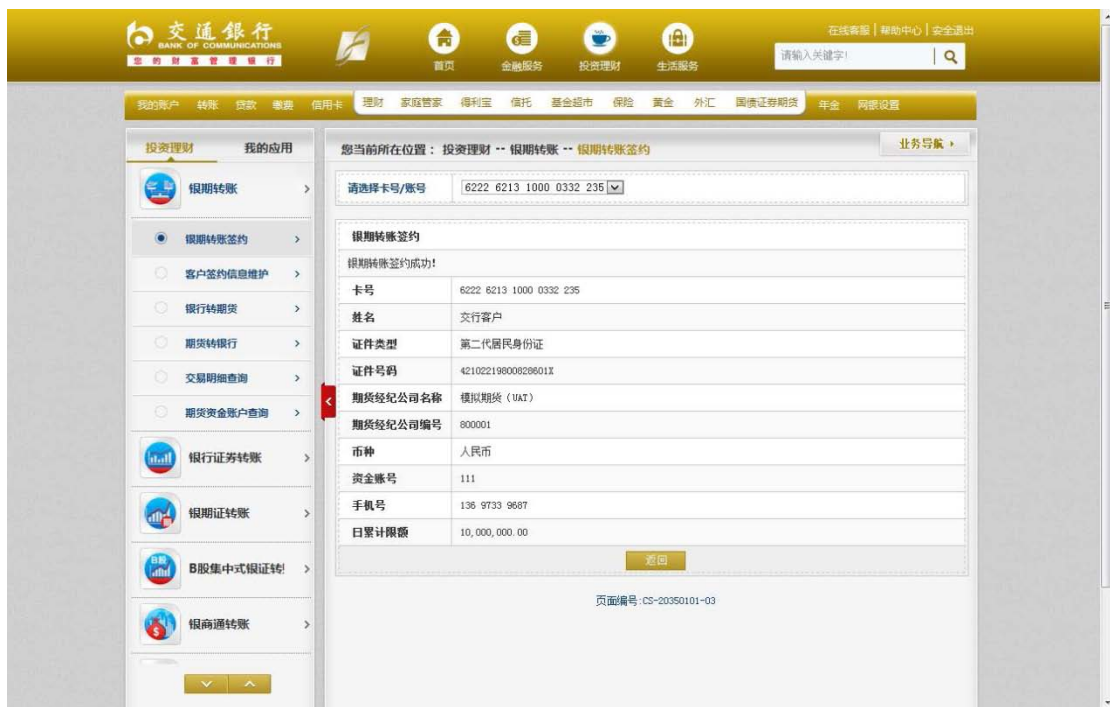 交通銀行
BANK OF COMMUNICATIONS
您的财富管理银行
首页 金融服务 投资理财 生活服务
在线客服 | 帮助中心 | 安全退出
请输入关键字!
我的账户 转账 贷款 缴费 信用卡 理财 家庭管家 得利宝 信托 基金超市 保险 黄金 外汇 国债证券期货 年金 网银设置
投资理财 我的应用
银期转账
银期转账签约
客户签约信息维护
银行转期货
期货转银行
交易明细查询
期货资金账户查询
银行证券转账
银期证转账
B股集中式银证转!
银商通转账
您当前所在位置: 投资理财 -- 银期转账 -- 银期转账签约
业务导航
请选择卡号/账号 6222 6213 1000 0332 235
银期转账签约
银期转账签约成功!
卡号 6222 6213 1000 0332 235
姓名 交行客户
证件类型 第二代居民身份证
证件号码 42102219800828601X
期货经纪公司名称 模拟期货 (UAT)
期货经纪公司编号 800001
币种 人民币
资金账号 111
手机号 136 9733 9687
日累计限额 10,000,000.00
返回
页面编号:CS-20350101-03